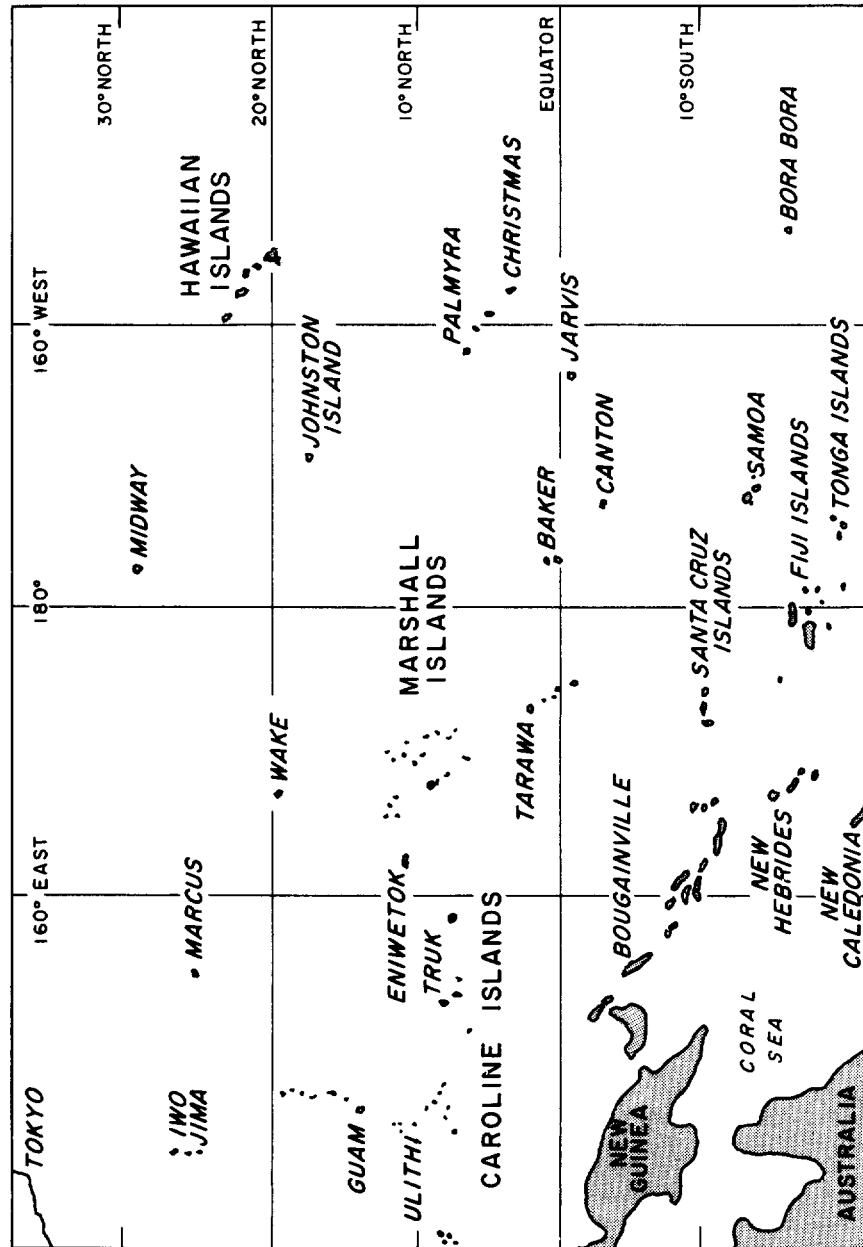 160° EAST
180°
160° WEST
30° NORTH
20° NORTH
10° NORTH
EQUATOR
10° SOUTH
TOKYO
IWO
JIMA
MARCUS
WAKE
MIDWAY
HAWAIIAN
ISLANDS
JOHNSTON
ISLAND
GUAM
ULITHI
ENIWETOK
TRUK
CAROLINE ISLANDS
MARSHALL
ISLANDS
PALMYRA
CHRISTMAS
TARAWA
BAKER
JARVIS
CANTON
NEW
GUINEA
BOUGAINVILLE
SANTA CRUZ
ISLANDS
SAMOA
BORA BORA
CORAL
SEA
NEW
HEBRIDES
FIJI ISLANDS
TONGA ISLANDS
NEW
CALEDONIA
AUSTRALIA